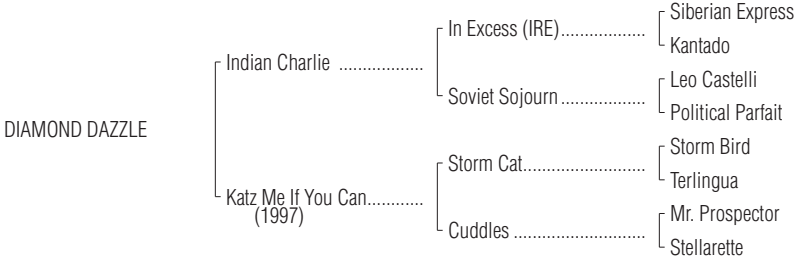 Siberian Express
In Excess (IRE)...................
Kantado
Indian Charlie ..................
Leo Castelli
Soviet Sojourn ..................
Political Parfait
DIAMOND DAZZLE
Storm Bird
Storm Cat..........................
Terlingua
Katz Me If You Can............
(1997)
Mr. Prospector
Cuddles ............................
Stellarette